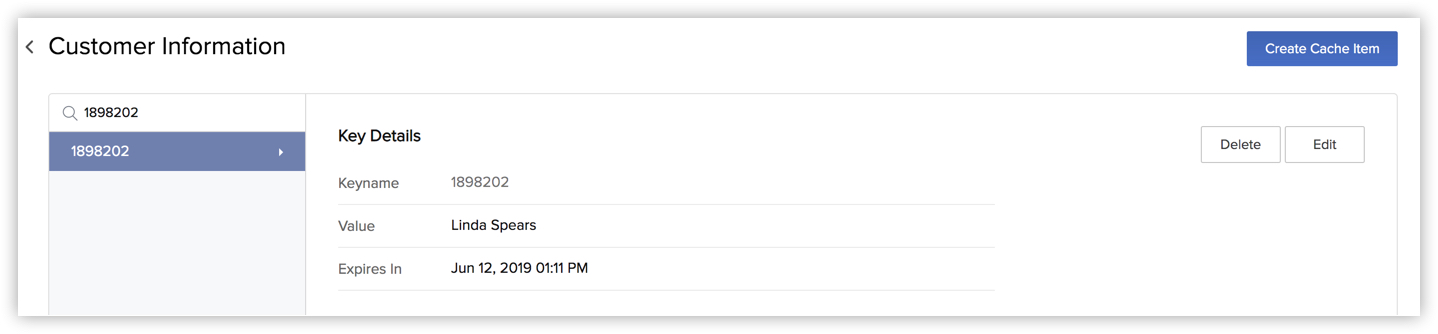 Customer Information
Create Cache Item
1898202
1898202
Key Details
Delete
Edit
Keyname 1898202
Value Linda Spears
Expires In Jun 12, 2019 01:11 PM